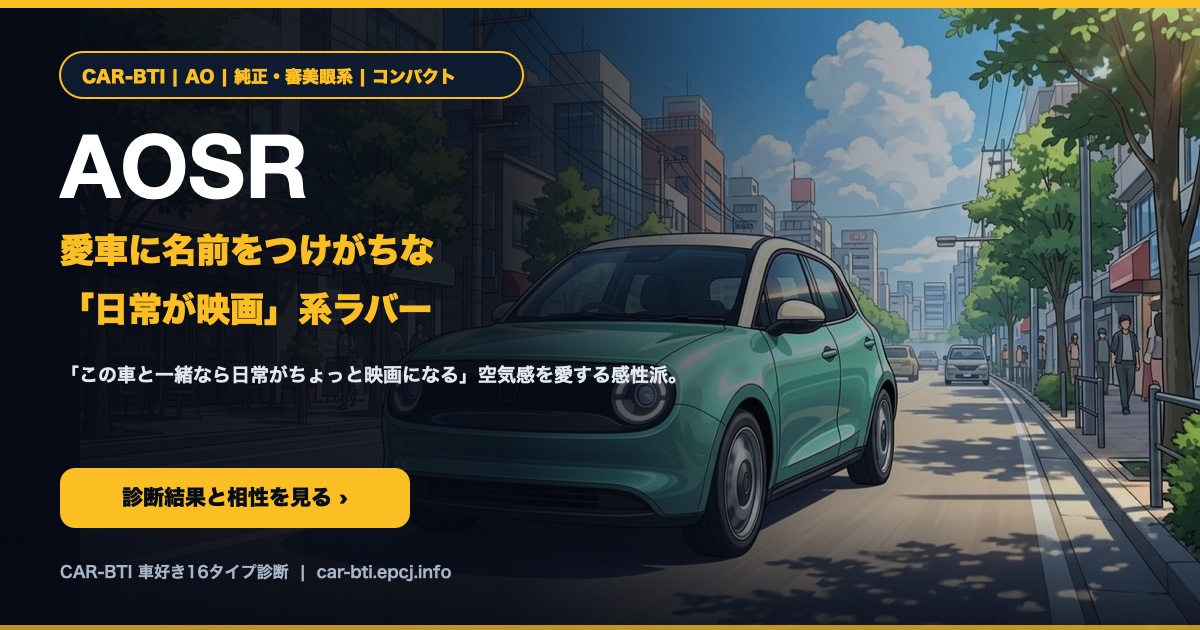 CAR-BTI | AO | 純正・審美眼系 | コンパクト
AOSR
愛車に名前をつけがちな
「日常が映画」系ラバー
「この車と一緒なら日常がちょっと映画になる」空気感を愛する感性派。
診断結果と相性を見る ›
CAR-BTI 車好き16タイプ診断 | car-bti.epcj.info